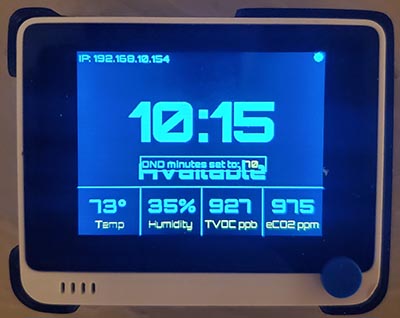 IP: 192.168.10.154
10:15
DND minutes set to: 70
Available
73° 35% 927 975
Temp Humidity TVOC ppb eCO2 ppm